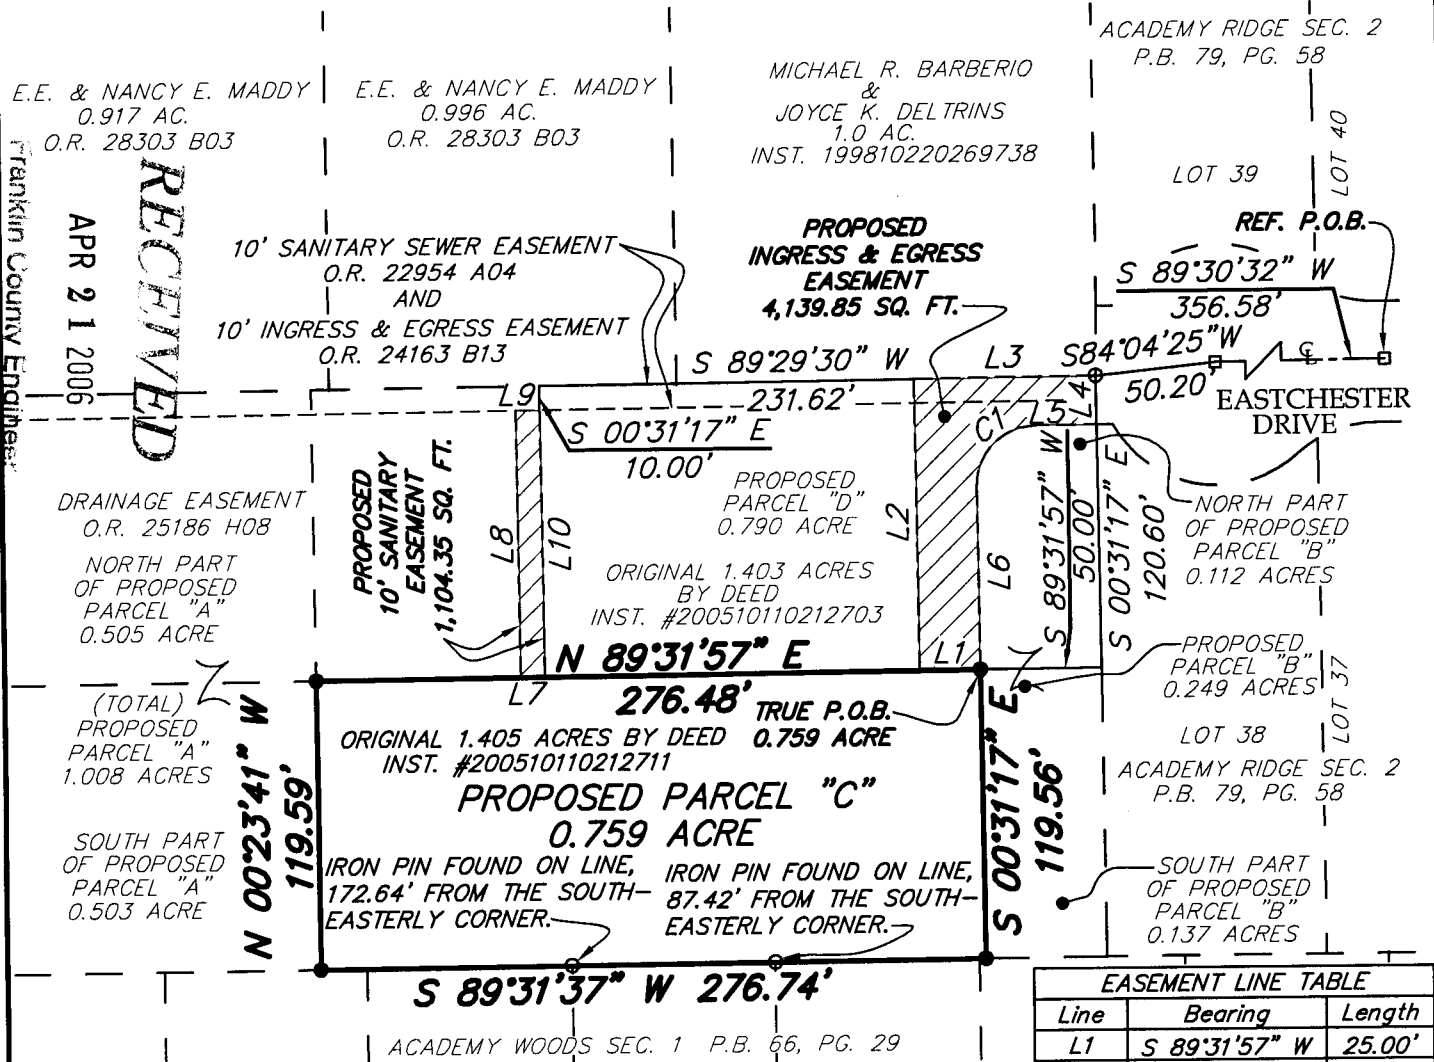 ACADEMY RIDGE SEC. 2
P.B. 79, PG. 58
E.E. & NANCY E. MADDY
0.917 AC.
O.R. 28303 B03
E.E. & NANCY E. MADDY
0.996 AC.
O.R. 28303 B03
MICHAEL R. BARBERIO
&
JOYCE K. DELTRINS
1.0 AC.
INST. 199810220269738
LOT 39
LOT 40
RECEIVED
APR 21 2006
Franklin County Engineer
10' SANITARY SEWER EASEMENT
O.R. 22954 A04
AND
10' INGRESS & EGRESS EASEMENT
O.R. 24163 B13
PROPOSED
INGRESS & EGRESS
EASEMENT
4,139.85 SQ. FT.
REF. P.O.B.
S 89°30'32" W
356.58'
S 89°29'30" W
231.62'
L3
S84°04'25"W
50.20'
℄
EASTCHESTER
DRIVE
L9
L4
L5
C1
S 00°31'17" E
10.00'
PROPOSED
10' SANITARY
EASEMENT
1,104.35 SQ. FT.
L8
L10
PROPOSED
PARCEL "D"
0.790 ACRE
L2
L6
S 89°31'57" W
50.00'
S 00°31'17" E
120.60'
NORTH PART
OF PROPOSED
PARCEL "B"
0.112 ACRES
DRAINAGE EASEMENT
O.R. 25186 H08
NORTH PART
OF PROPOSED
PARCEL "A"
0.505 ACRE
ORIGINAL 1.403 ACRES
BY DEED
INST. #200510110212703
N 89°31'57" E
276.48'
L1
L7
TRUE P.O.B.
0.759 ACRE
PROPOSED
PARCEL "B"
0.249 ACRES
LOT 37
(TOTAL)
PROPOSED
PARCEL "A"
1.008 ACRES
N 00°23'41" W
119.59'
ORIGINAL 1.405 ACRES BY DEED
INST. #200510110212711
PROPOSED PARCEL "C"
0.759 ACRE
S 00°31'17" E
119.56'
LOT 38
ACADEMY RIDGE SEC. 2
P.B. 79, PG. 58
SOUTH PART
OF PROPOSED
PARCEL "A"
0.503 ACRE
IRON PIN FOUND ON LINE,
172.64' FROM THE SOUTH-
EASTERLY CORNER.
IRON PIN FOUND ON LINE,
87.42' FROM THE SOUTH-
EASTERLY CORNER.
SOUTH PART
OF PROPOSED
PARCEL "B"
0.137 ACRES
S 89°31'37" W 276.74'
ACADEMY WOODS SEC. 1 P.B. 66, PG. 29
EASEMENT LINE TABLE
Line Bearing Length
L1 S 89°31'57" W 25.00'